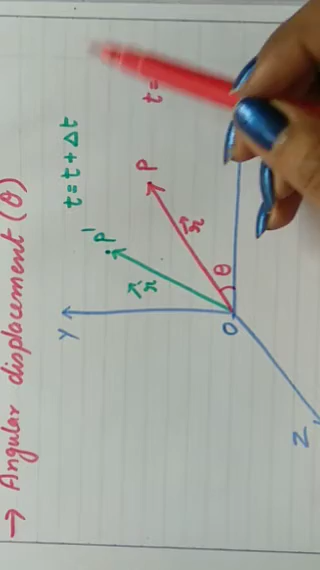 → Angular displacement (θ)
Y
t = t + Δt
P'
r
t =
P
r
θ
O
Z